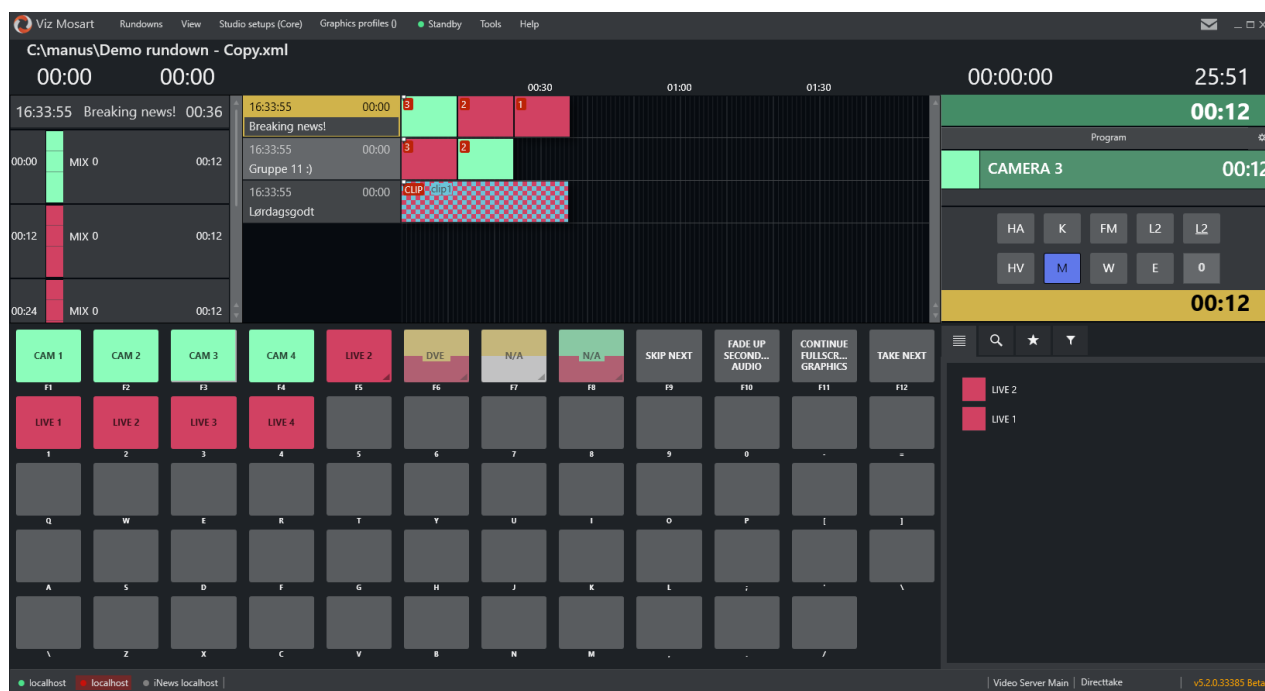 Viz Mosart Rundowns View Studio setups (Core) Graphics profiles () Standby Tools Help
C:\manus\Demo rundown - Copy.xml
00:00 00:00 00:30 01:00 01:30 00:00:00 25:51
16:33:55 Breaking news! 00:36
00:00 MIX 0 00:12
00:12 MIX 0 00:12
00:24 MIX 0 00:12
16:33:55 00:00 3 2 1
Breaking news!
16:33:55 00:00 3 2
Gruppe 11 :)
16:33:55 00:00 CLIP clip1
Lørdagsgodt
00:12
Program
CAMERA 3 00:12
HA K FM L2 L2
HV M W E 0
00:12
CAM 1 CAM 2 CAM 3 CAM 4 LIVE 2 DVE N/A N/A SKIP NEXT FADE UP SECOND... AUDIO CONTINUE FULLSCR... GRAPHICS TAKE NEXT
F1 F2 F3 F4 F5 F6 F7 F8 F9 F10 F11 F12
LIVE 1 LIVE 2 LIVE 3 LIVE 4
1 2 3 4 5 6 7 8 9 0 - =
Q W E R T Y U I O P [ ]
A S D F G H J K L ; ' \
\ Z X C V B N M , . /
LIVE 2
LIVE 1
localhost localhost iNews localhost Video Server Main Directtake v5.2.0.33385 Beta